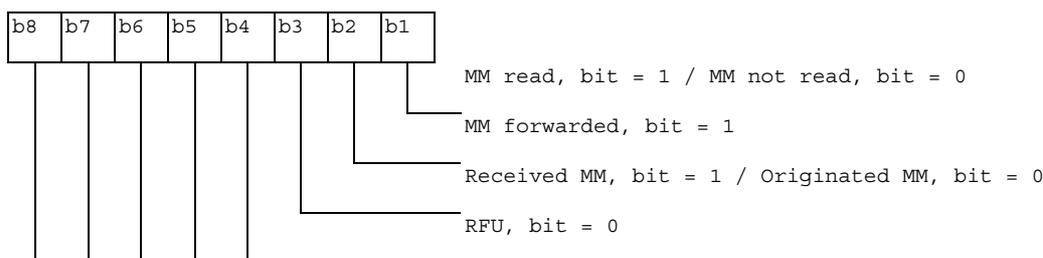 b8 b7 b6 b5 b4 b3 b2 b1
MM read, bit = 1 / MM not read, bit = 0
MM forwarded, bit = 1
Received MM, bit = 1 / Originated MM, bit = 0
RFU, bit = 0